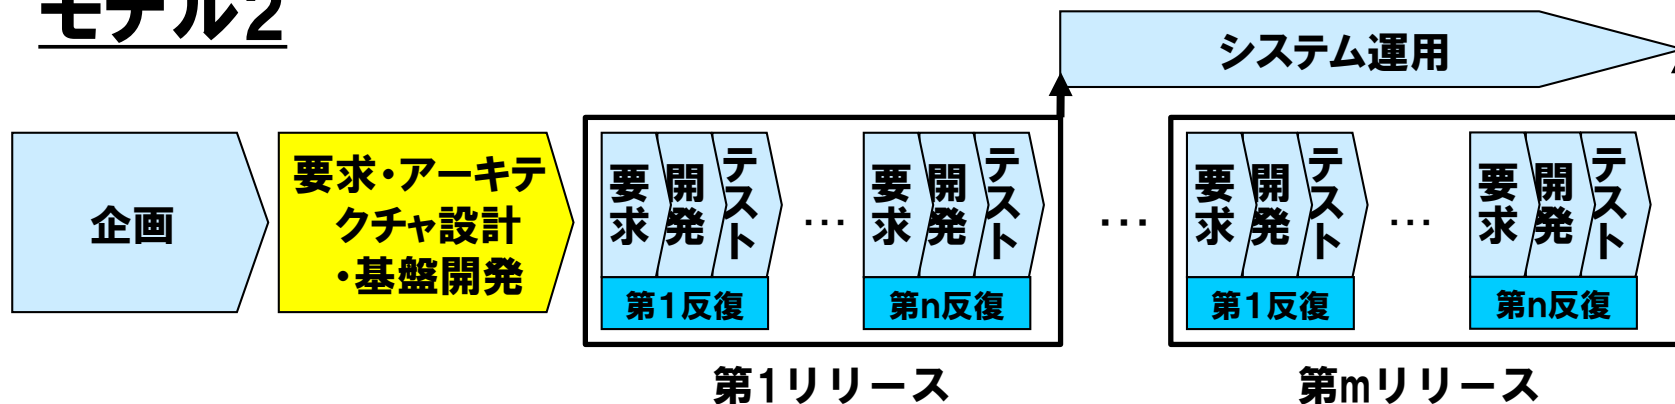 モデル2
システム運用
企画
要求・アーキテ
クチャ設計
・基盤開発
要求
開発
テスト
第1反復
…
要求
開発
テスト
第n反復
第1リリース
…
要求
開発
テスト
第1反復
…
要求
開発
テスト
第n反復
第mリリース